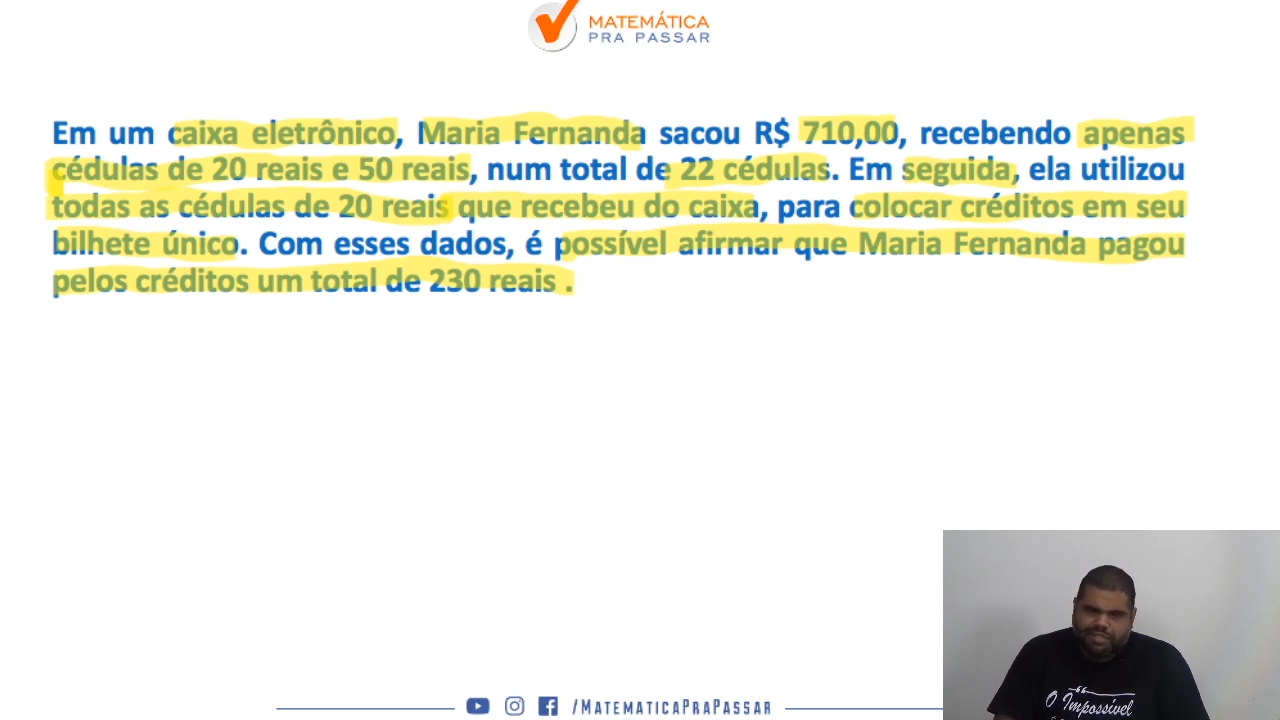 MATEMÁTICA
PRA PASSAR
Em um caixa eletrônico, Maria Fernanda sacou R$ 710,00, recebendo apenas
cédulas de 20 reais e 50 reais, num total de 22 cédulas. Em seguida, ela utilizou
todas as cédulas de 20 reais que recebeu do caixa, para colocar créditos em seu
bilhete único. Com esses dados, é possível afirmar que Maria Fernanda pagou
pelos créditos um total de 230 reais .
“
O Impossível
/MATEMATICAPRAPASSAR